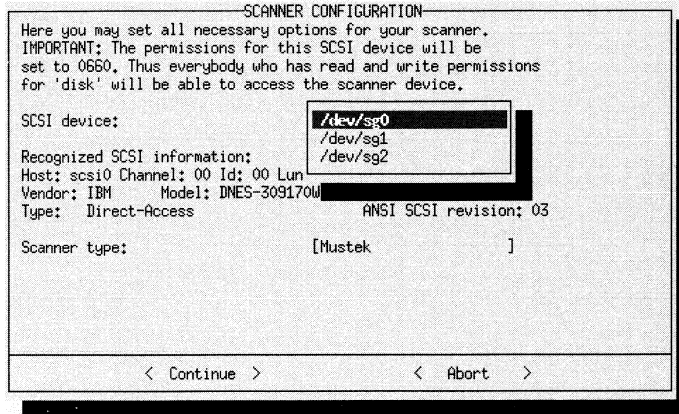 SCANNER CONFIGURATION
Here you may set all necessary options for your scanner.
IMPORTANT: The permissions for this SCSI device will be
set to 0660. Thus everybody who has read and write permissions
for 'disk' will be able to access the scanner device.
SCSI device:
/dev/sg0
/dev/sg1
/dev/sg2
Recognized SCSI information:
Host: scsi0 Channel: 00 Id: 00 Lun
Vendor: IBM Model: DNES-309170W
Type: Direct-Access ANSI SCSI revision: 03
Scanner type: [Mustek ]
< Continue > < Abort >